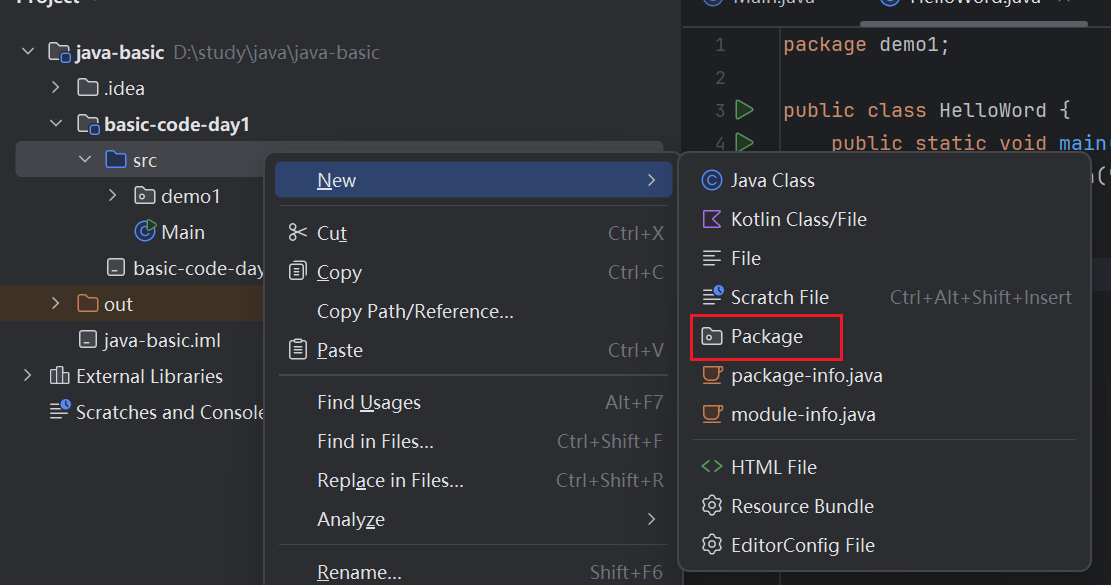 Project
java-basic D:\study\java\java-basic
.idea
basic-code-day1
src
demo1
Main
basic-code-day
out
java-basic.iml
External Libraries
Scratches and Console
New
Cut Ctrl+X
Copy Ctrl+C
Copy Path/Reference...
Paste Ctrl+V
Find Usages Alt+F7
Find in Files... Ctrl+Shift+F
Replace in Files... Ctrl+Shift+R
Analyze
Rename... Shift+F6
Main.java HelloWord.java
1 package demo1;
2
3 public class HelloWord {
4 public static void main(
("
Java Class
Kotlin Class/File
File
Scratch File Ctrl+Alt+Shift+Insert
Package
package-info.java
module-info.java
HTML File
Resource Bundle
EditorConfig File